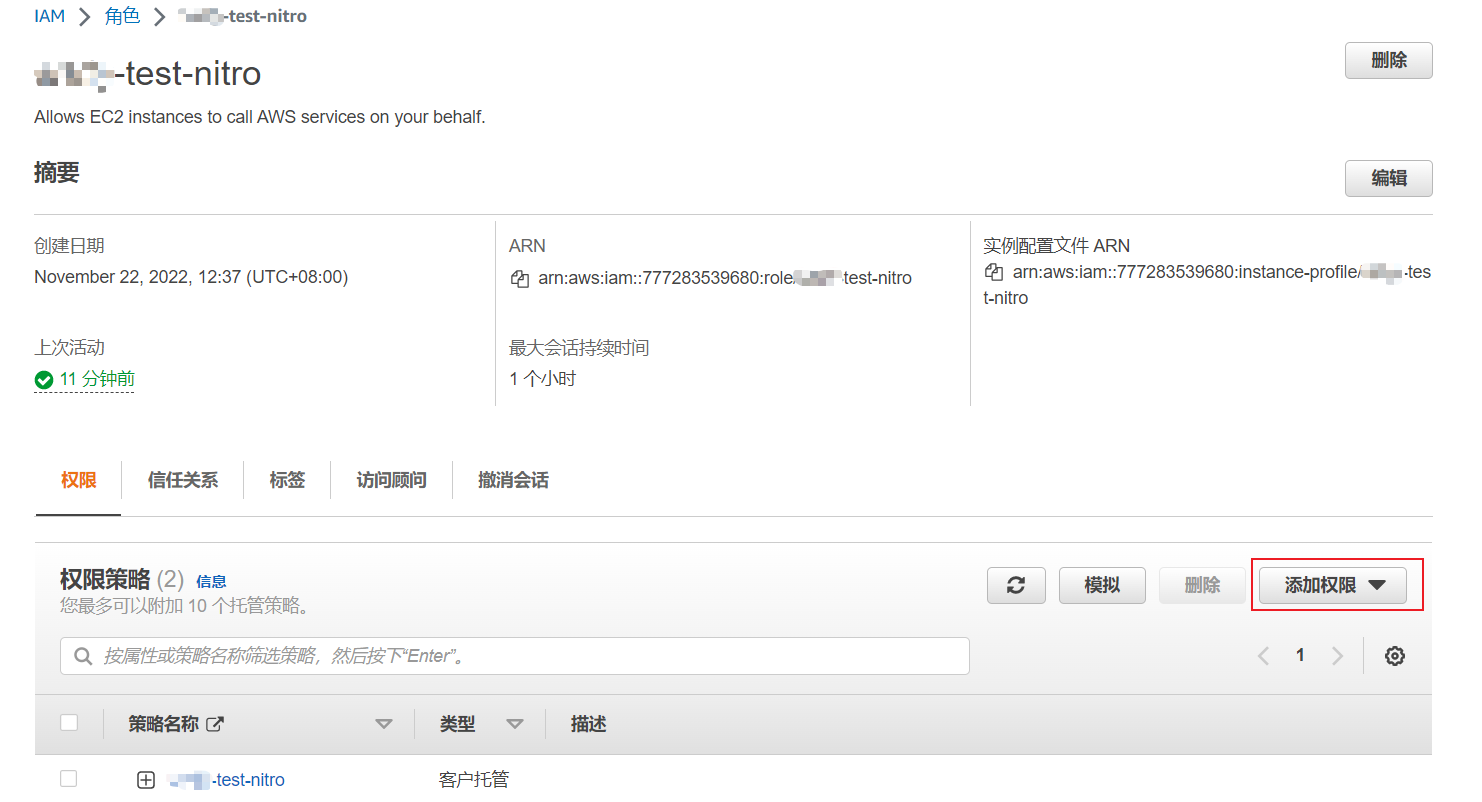 IAM > 角色 > -test-nitro
-test-nitro
删除
Allows EC2 instances to call AWS services on your behalf.
摘要
编辑
创建日期
November 22, 2022, 12:37 (UTC+08:00)
ARN
arn:aws:iam::777283539680:role/-test-nitro
实例配置文件 ARN
arn:aws:iam::777283539680:instance-profile/-tes
t-nitro
上次活动
11 分钟前
最大会话持续时间
1 个小时
权限
信任关系
标签
访问顾问
撤消会话
权限策略 (2) 信息
您最多可以附加 10 个托管策略。
模拟
删除
添加权限
按属性或策略名称筛选策略，然后按下“Enter”。
1
策略名称
类型
描述
-test-nitro
客户托管